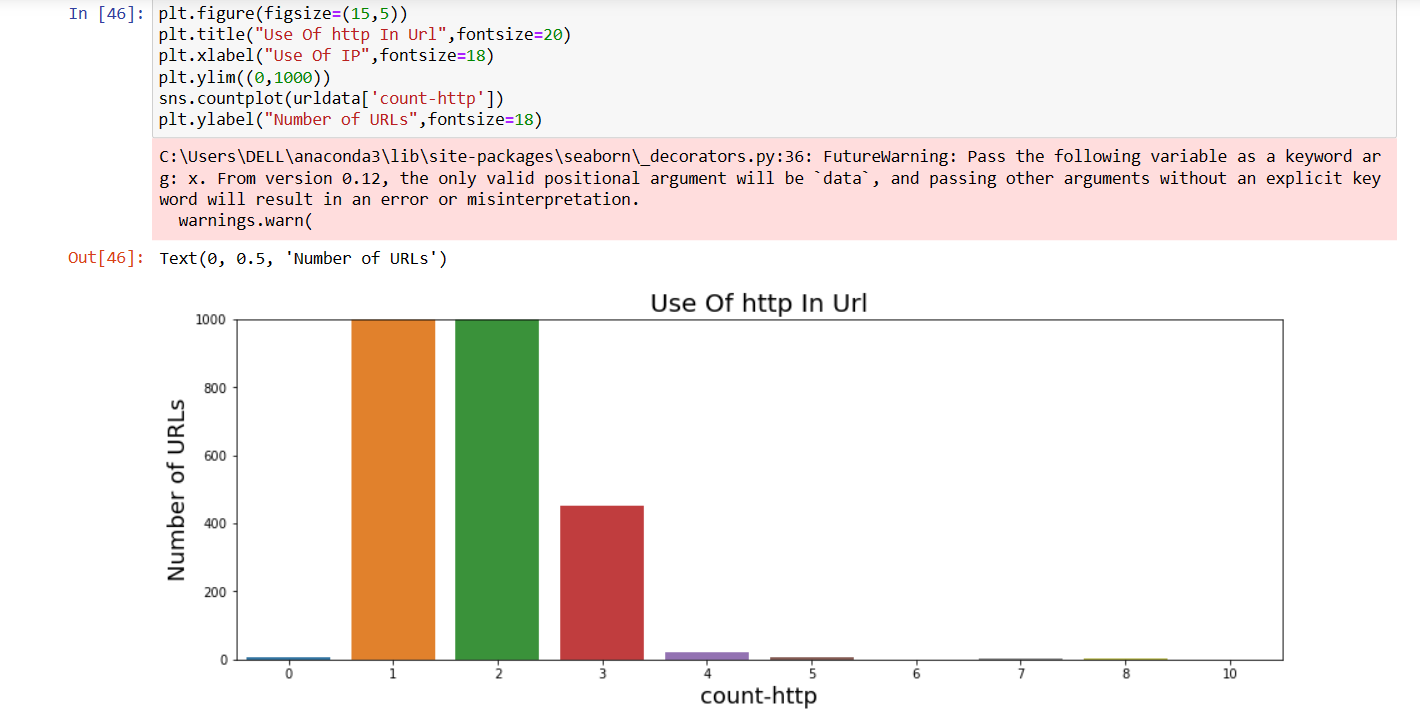 In [46]: plt.figure(figsize=(15,5))
plt.title("Use Of http In Url",fontsize=20)
plt.xlabel("Use Of IP",fontsize=18)
plt.ylim((0,1000))
sns.countplot(urldata['count-http'])
plt.ylabel("Number of URLs",fontsize=18)
C:\Users\DELL\anaconda3\lib\site-packages\seaborn\_decorators.py:36: FutureWarning: Pass the following variable as a keyword ar
g: x. From version 0.12, the only valid positional argument will be `data`, and passing other arguments without an explicit key
word will result in an error or misinterpretation.
warnings.warn(
Out[46]: Text(0, 0.5, 'Number of URLs')
Use Of http In Url
1000
800
600
400
200
0
Number of URLs
0 1 2 3 4 5 6 7 8 10
count-http